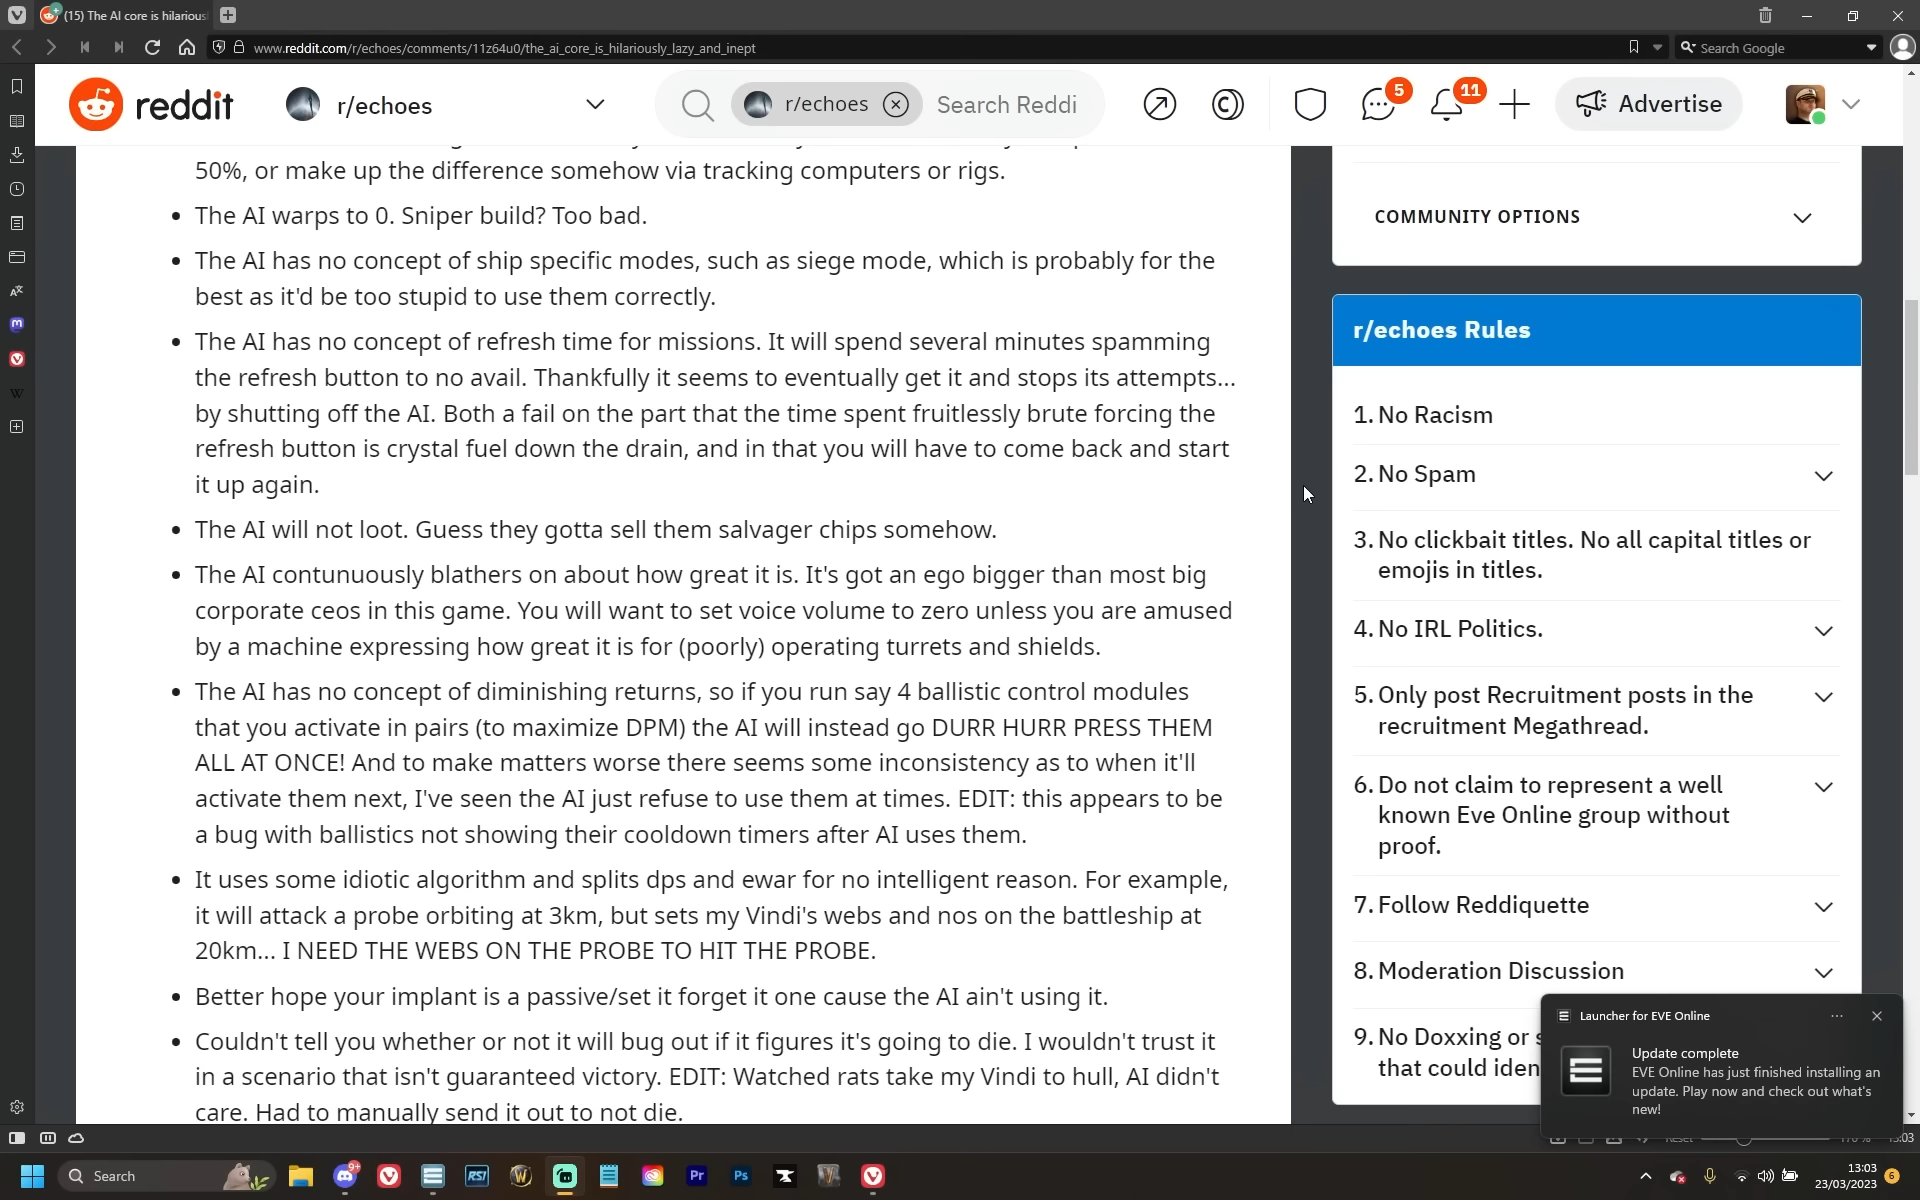 (15) The AI core is hilarious
www.reddit.com/r/echoes/comments/11z64u0/the_ai_core_is_hilariously_lazy_and_inept
Search Google
reddit
r/echoes
r/echoes
Search Reddi
5
11
Advertise
50%, or make up the difference somehow via tracking computers or rigs.
The AI warps to 0. Sniper build? Too bad.
The AI has no concept of ship specific modes, such as siege mode, which is probably for the
best as it'd be too stupid to use them correctly.
The AI has no concept of refresh time for missions. It will spend several minutes spamming
the refresh button to no avail. Thankfully it seems to eventually get it and stops its attempts...
by shutting off the AI. Both a fail on the part that the time spent fruitlessly brute forcing the
refresh button is crystal fuel down the drain, and in that you will have to come back and start
it up again.
The AI will not loot. Guess they gotta sell them salvager chips somehow.
The AI contunuously blathers on about how great it is. It's got an ego bigger than most big
corporate ceos in this game. You will want to set voice volume to zero unless you are amused
by a machine expressing how great it is for (poorly) operating turrets and shields.
The AI has no concept of diminishing returns, so if you run say 4 ballistic control modules
that you activate in pairs (to maximize DPM) the AI will instead go DURR HURR PRESS THEM
ALL AT ONCE! And to make matters worse there seems some inconsistency as to when it'll
activate them next, I've seen the AI just refuse to use them at times. EDIT: this appears to be
a bug with ballistics not showing their cooldown timers after AI uses them.
It uses some idiotic algorithm and splits dps and ewar for no intelligent reason. For example,
it will attack a probe orbiting at 3km, but sets my Vindi's webs and nos on the battleship at
20km... I NEED THE WEBS ON THE PROBE TO HIT THE PROBE.
Better hope your implant is a passive/set it forget it one cause the AI ain't using it.
Couldn't tell you whether or not it will bug out if it figures it's going to die. I wouldn't trust it
in a scenario that isn't guaranteed victory. EDIT: Watched rats take my Vindi to hull, AI didn't
care. Had to manually send it out to not die.
COMMUNITY OPTIONS
r/echoes Rules
1. No Racism
2. No Spam
3. No clickbait titles. No all capital titles or
emojis in titles.
4. No IRL Politics.
5. Only post Recruitment posts in the
recruitment Megathread.
6. Do not claim to represent a well
known Eve Online group without
proof.
7. Follow Reddiquette
8. Moderation Discussion
9. No Doxxing or s
that could iden
Launcher for EVE Online
Update complete
EVE Online has just finished installing an
update. Play now and check out what's
new!
Search
9+
RSI
W
Pr
Ps
13:03
23/03/2023
6